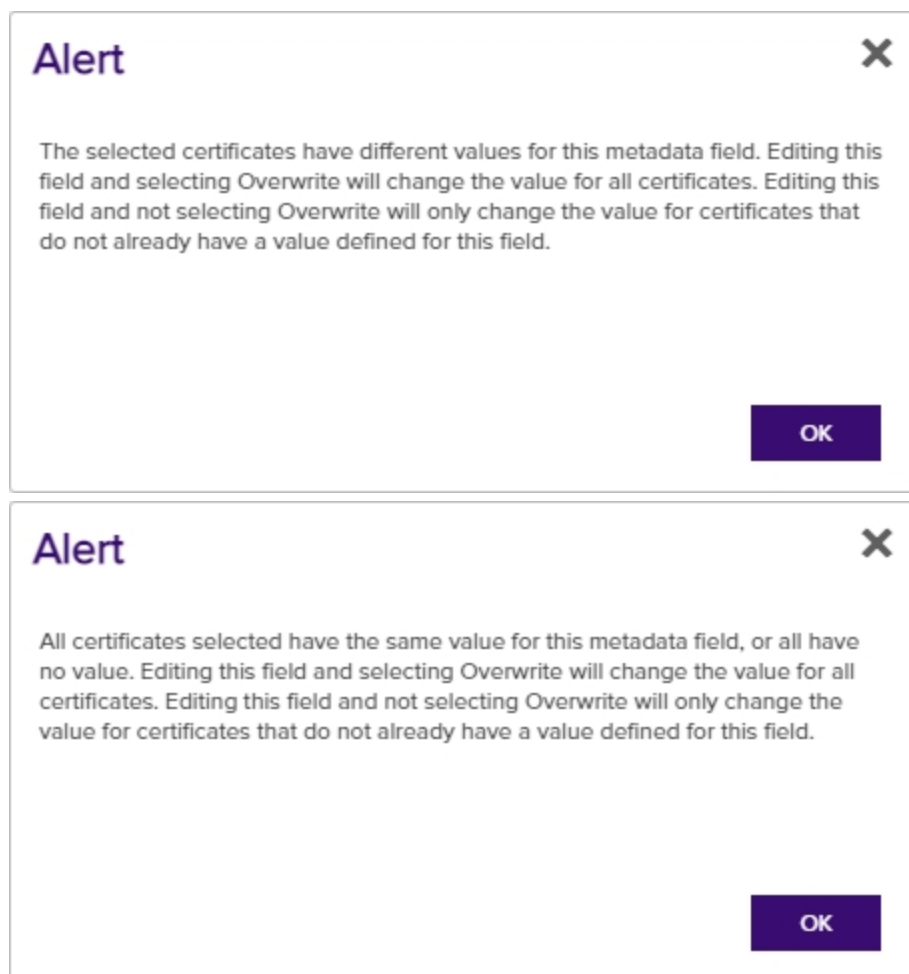 Alert
The selected certificates have different values for this metadata field. Editing this
field and selecting Overwrite will change the value for all certificates. Editing this
field and not selecting Overwrite will only change the value for certificates that
do not already have a value defined for this field.
OK
Alert
All certificates selected have the same value for this metadata field, or all have
no value. Editing this field and selecting Overwrite will change the value for all
certificates. Editing this field and not selecting Overwrite will only change the
value for certificates that do not already have a value defined for this field.
OK